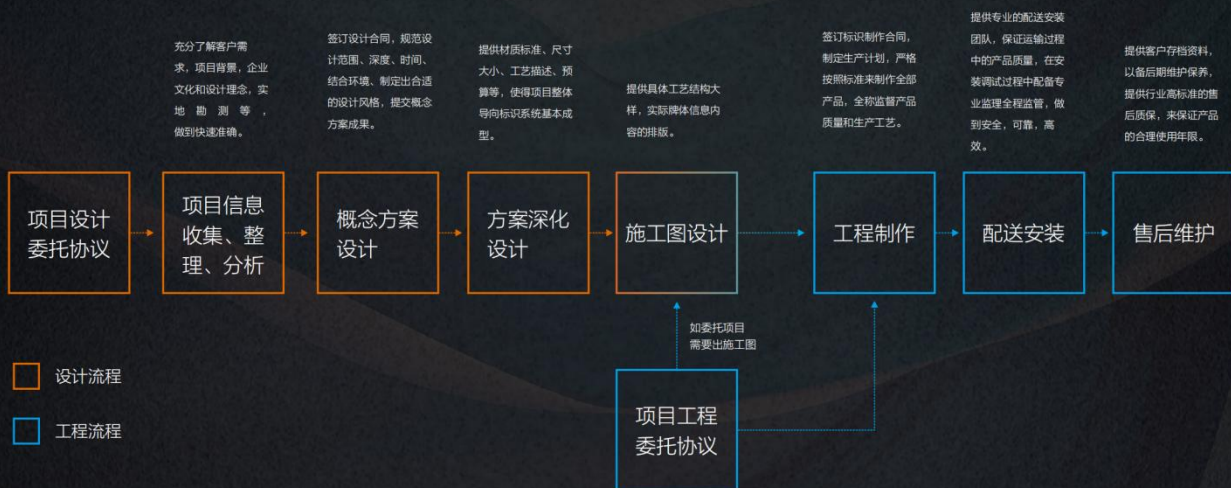 充分了解客户需
求，项目背景，企业
文化和设计理念，实
地勘测等，
做到快速准确。
签订设计合同，规范设
计范围、深度、时间、
结合环境、制定出合适
的设计风格，提交概念
方案成果。
提供材质标准、尺寸
大小、工艺描述、预
算等，使得项目整体
导向标识系统基本成
型。
提供具体工艺结构大
样，实际牌体信息内
容的排版。
签订标识制作合同，
制定生产计划，严格
按照标准来制作全部
产品，全称监督产品
质量和生产工艺。
提供专业的配送安装
团队，保证运输过程
中的产品质量，在安
装调试过程中配备专
业监理全程监管，做
到安全，可靠，高
效。
提供客户存档资料，
以备后期维护保养，
提供行业高标准的售
后质保，来保证产品
的合理使用年限。
项目设计
委托协议
项目信息
收集、整
理、分析
概念方案
设计
方案深化
设计
施工图设计
工程制作
配送安装
售后维护
如委托项目
需要出施工图
项目工程
委托协议
设计流程
工程流程